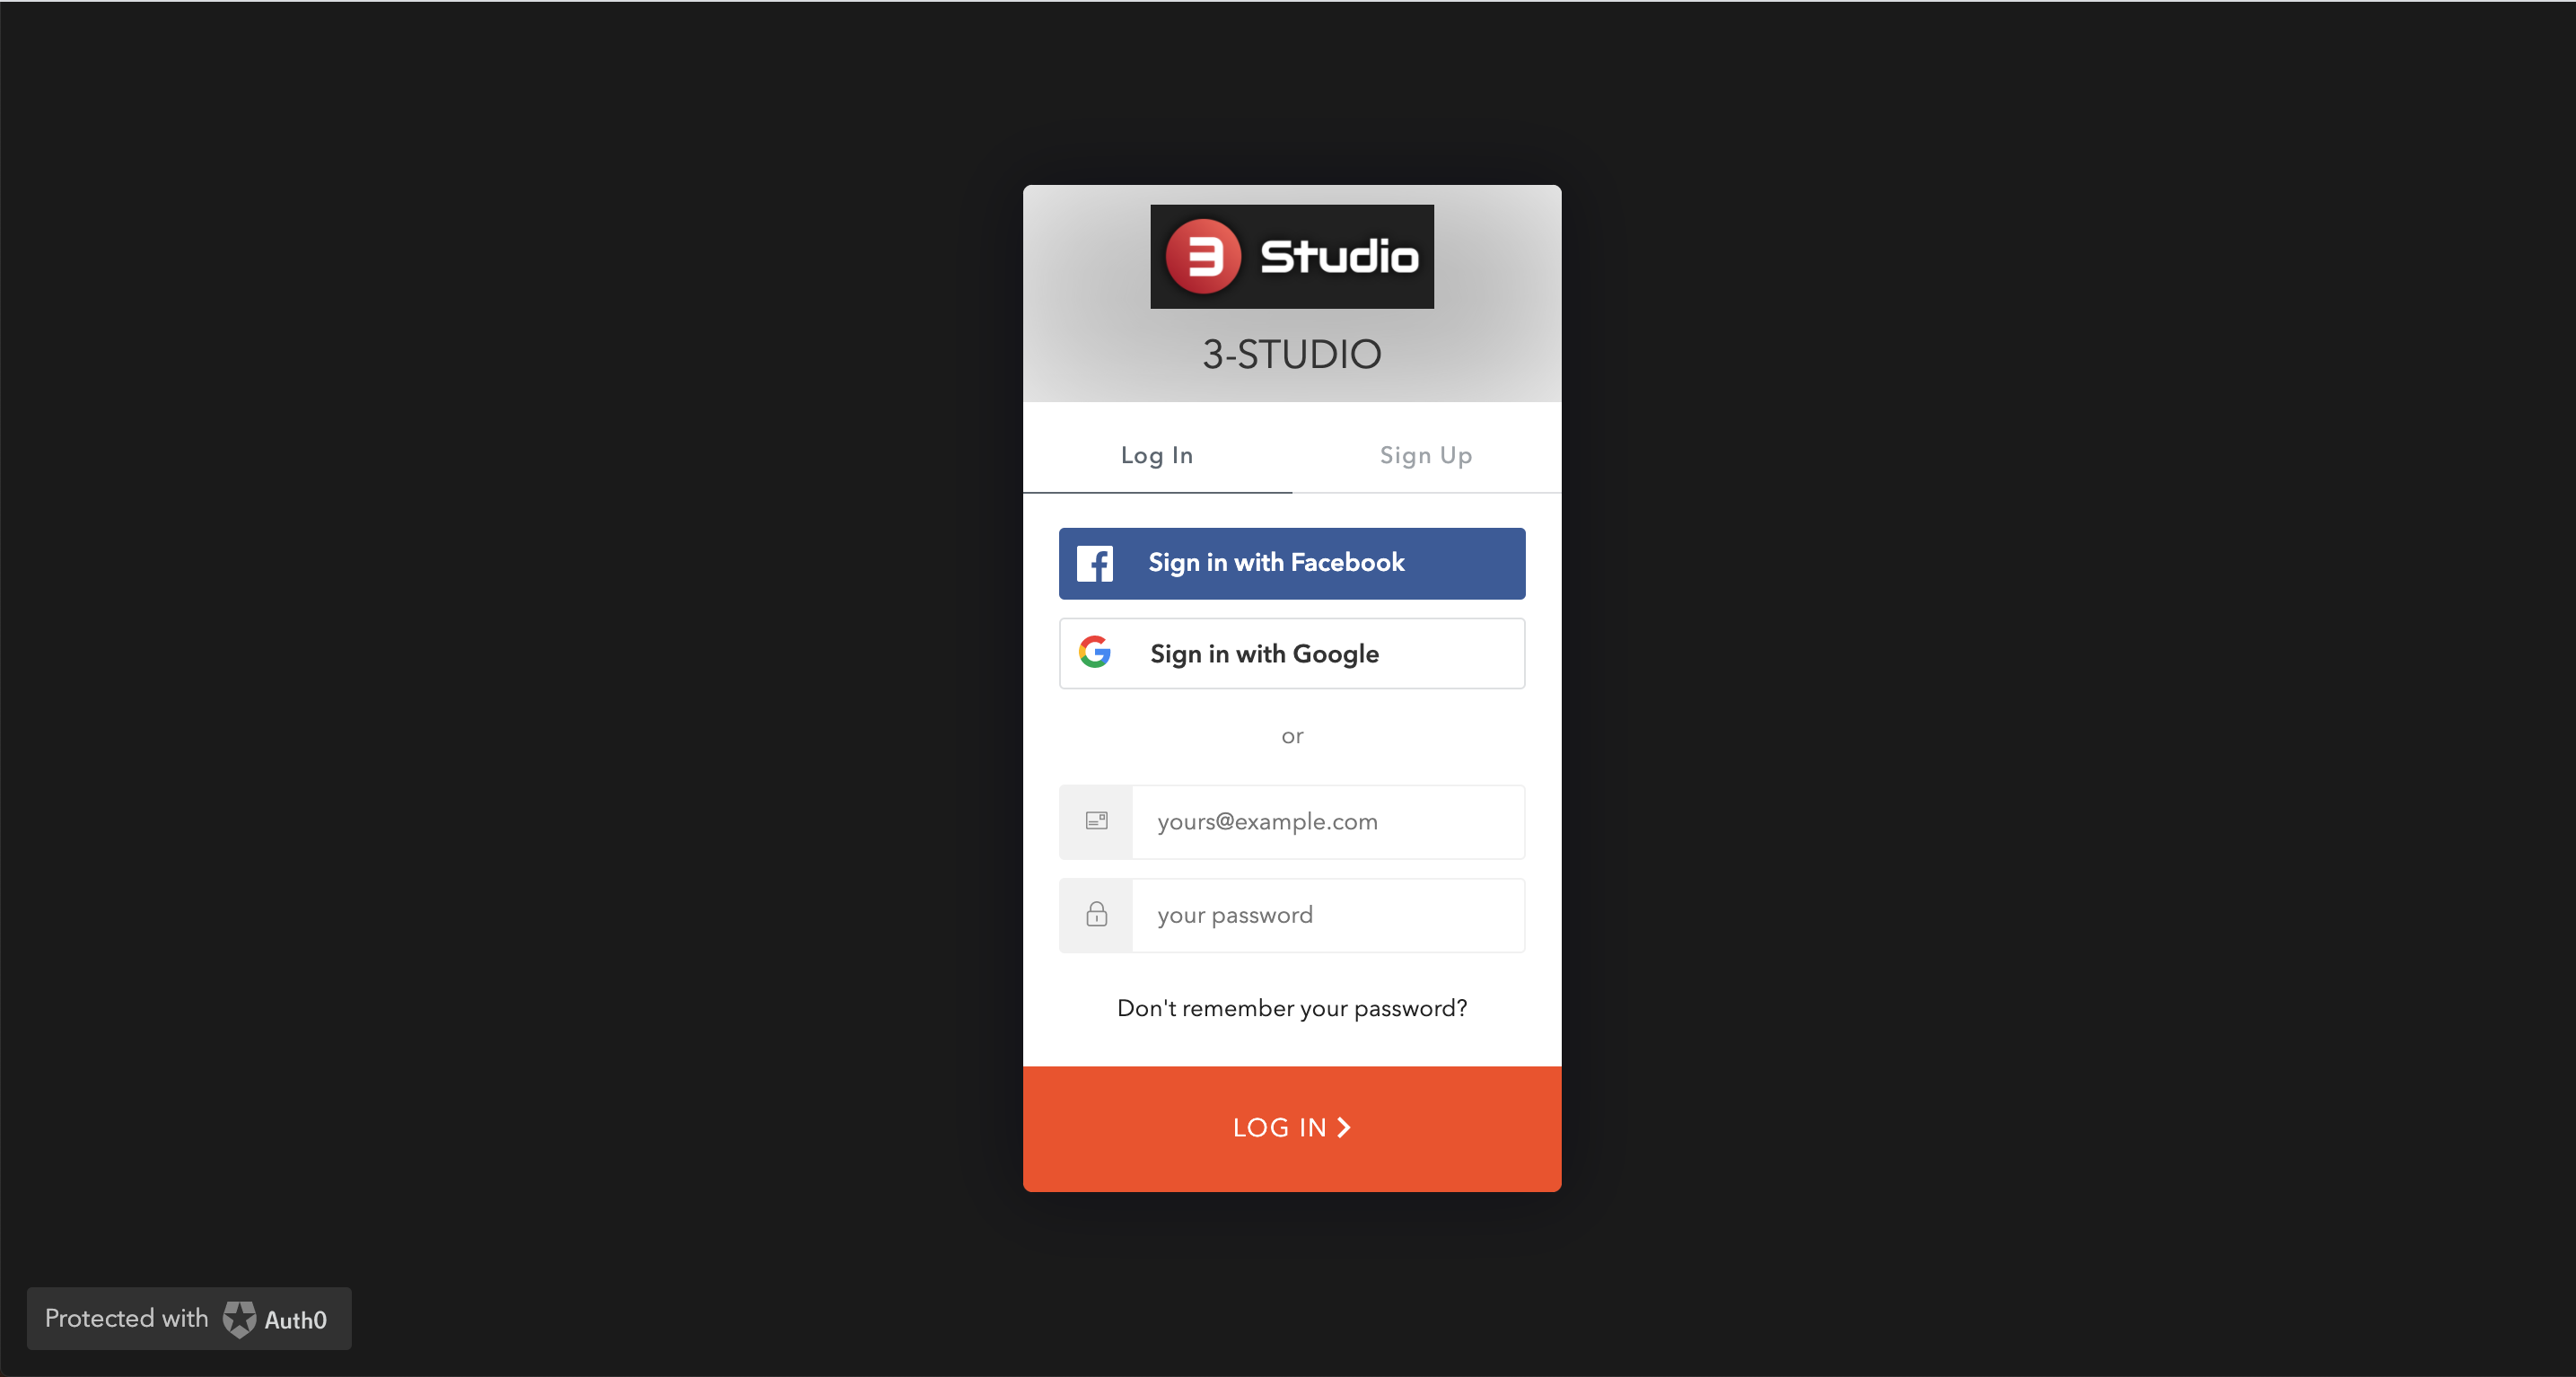 3 Studio
3-STUDIO
Log In
Sign Up
Sign in with Facebook
Sign in with Google
or
yours@example.com
your password
Don't remember your password?
LOG IN
Protected with Auth0